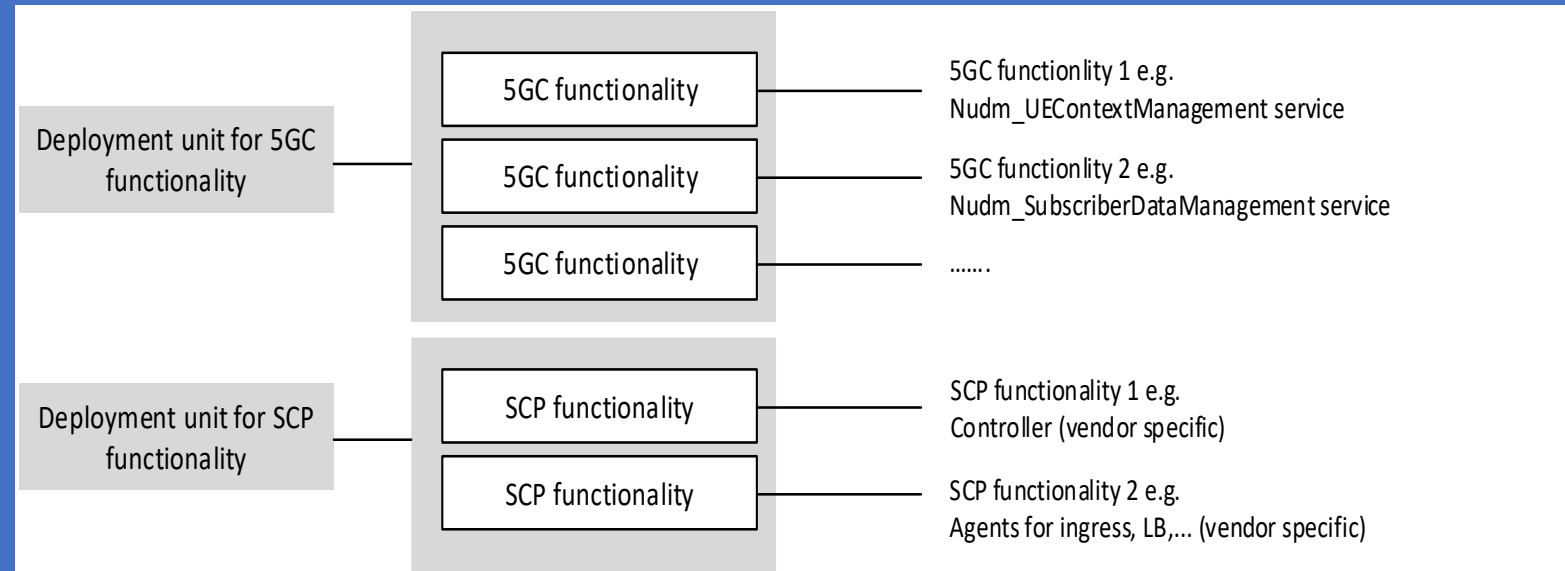 Deployment unit for 5GC
functionality
5GC functionality
5GC functionlity 1 e.g.
Nudm_UEContextManagement service
5GC functionality
5GC functionlity 2 e.g.
Nudm_SubscriberDataManagement service
5GC functionality
.......
Deployment unit for SCP
functionality
SCP functionality
SCP functionality 1 e.g.
Controller (vendor specific)
SCP functionality
SCP functionality 2 e.g.
Agents for ingress, LB,... (vendor specific)